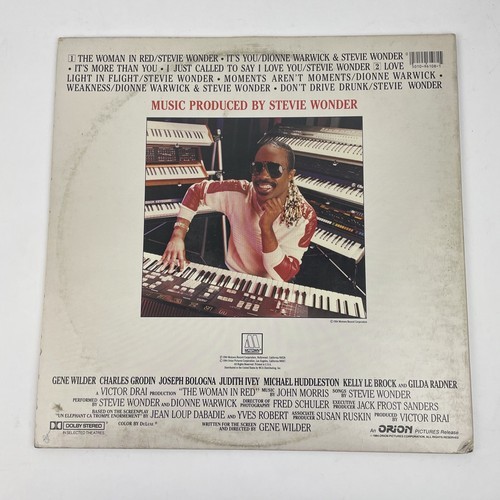 1 THE WOMAN IN RED/STEVIE WONDER • IT'S YOU/DIONNE WARWICK & STEVIE WONDER
• IT'S MORE THAN YOU • I JUST CALLED TO SAY I LOVE YOU/STEVIE WONDER 2 LOVE
LIGHT IN FLIGHT/STEVIE WONDER • MOMENTS AREN'T MOMENTS/DIONNE WARWICK •
WEAKNESS/DIONNE WARWICK & STEVIE WONDER • DON'T DRIVE DRUNK/STEVIE WONDER
MUSIC PRODUCED BY STEVIE WONDER
MOTOWN
GENE WILDER CHARLES GRODIN JOSEPH BOLOGNA JUDITH IVEY MICHAEL HUDDLESTON KELLY LE BROCK AND GILDA RADNER
A VICTOR DRAI PRODUCTION "THE WOMAN IN RED" MUSIC BY JOHN MORRIS SONGS BY STEVIE WONDER
PERFORMED BY STEVIE WONDER AND DIONNE WARWICK DIRECTOR OF PHOTOGRAPHY FRED SCHULER EXECUTIVE PRODUCER JACK FROST SANDERS
BASED ON THE SCREENPLAY "UN ELEPHANT CA TROMPE ENORMEMENT" BY JEAN LOUP DABADIE AND YVES ROBERT ASSOCIATE PRODUCER SUSAN RUSKIN PRODUCED BY VICTOR DRAI
DOLBY STEREO IN SELECTED THEATRES COLOR BY DELUXE WRITTEN FOR THE SCREEN AND DIRECTED BY GENE WILDER An ORION PICTURES Release